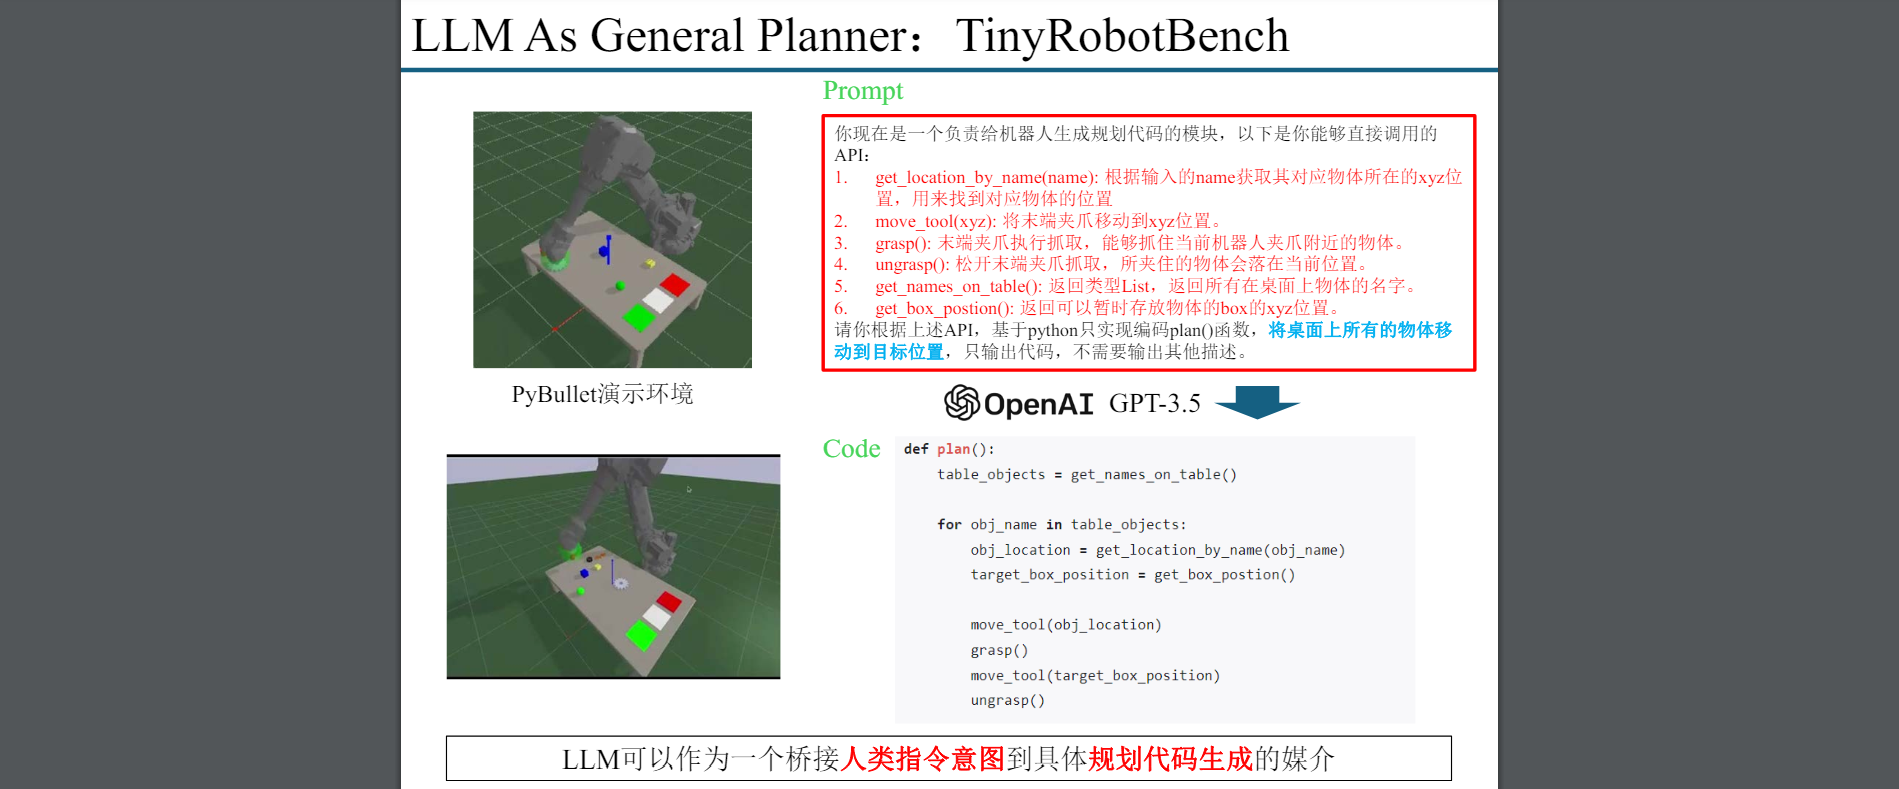 LLM As General Planner：TinyRobotBench
Prompt
你现在是一个负责给机器人生成规划代码的模块，以下是你能够直接调用的
API：
1. get_location_by_name(name): 根据输入的name获取其对应物体所在的xyz位
置，用来找到对应物体的位置
2. move_tool(xyz): 将末端夹爪移动到xyz位置。
3. grasp(): 末端夹爪执行抓取，能够抓住当前机器人夹爪附近的物体。
4. ungrasp(): 松开末端夹爪抓取，所夹住的物体会落在当前位置。
5. get_names_on_table(): 返回类型List，返回所有在桌面上物体的名字。
6. get_box_postion(): 返回可以暂时存放物体的box的xyz位置。
请你根据上述API，基于python只实现编码plan()函数，将桌面上所有的物体移
动到目标位置，只输出代码，不需要输出其他描述。
PyBullet演示环境
OpenAI GPT-3.5
Code
def plan():
table_objects = get_names_on_table()
for obj_name in table_objects:
obj_location = get_location_by_name(obj_name)
target_box_position = get_box_postion()
move_tool(obj_location)
grasp()
move_tool(target_box_position)
ungrasp()
LLM可以作为一个桥接人类指令意图到具体规划代码生成的媒介